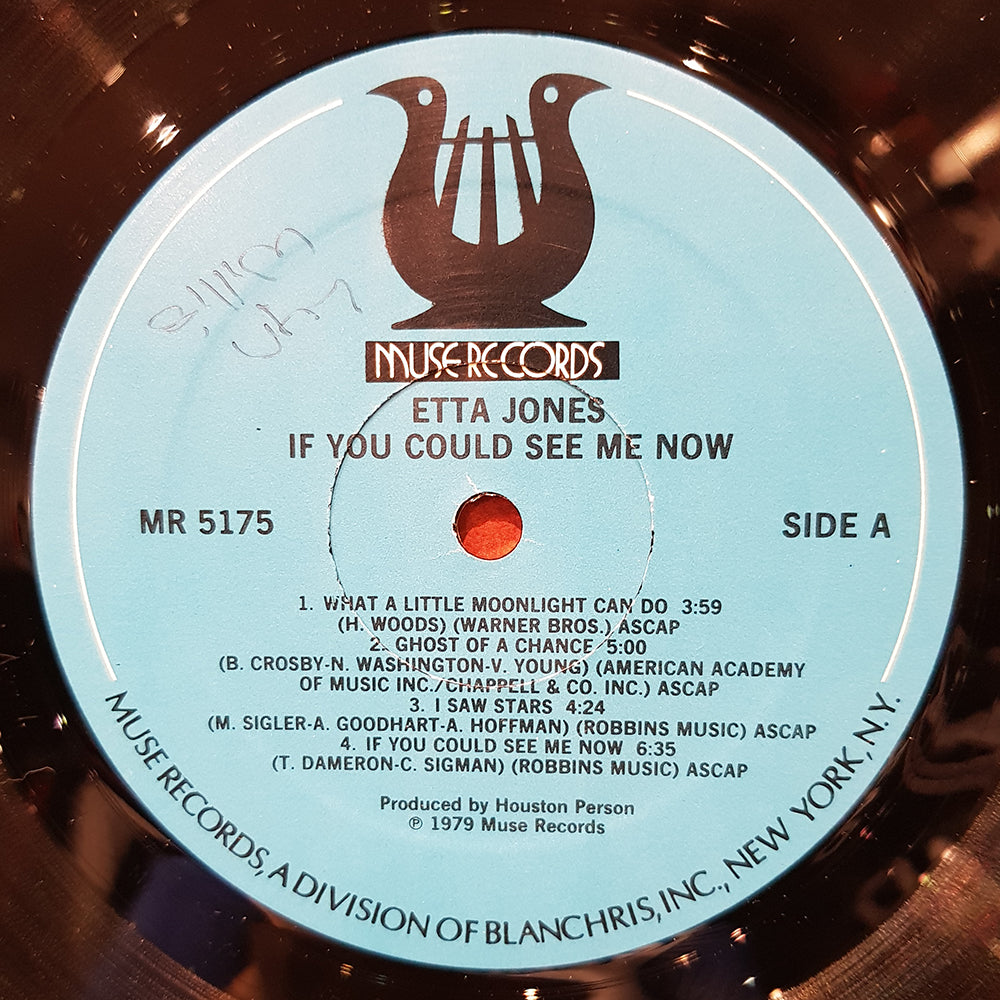 MUSE RECORDS
ETTA JONES
IF YOU COULD SEE ME NOW
MR 5175
SIDE A
1. WHAT A LITTLE MOONLIGHT CAN DO 3:59
(H. WOODS) (WARNER BROS.) ASCAP
2. GHOST OF A CHANCE 5:00
(B. CROSBY-N. WASHINGTON-V. YOUNG) (AMERICAN ACADEMY
OF MUSIC INC./CHAPPELL & CO. INC.) ASCAP
3. I SAW STARS 4:24
(M. SIGLER-A. GOODHART-A. HOFFMAN) (ROBBINS MUSIC) ASCAP
4. IF YOU COULD SEE ME NOW 6:35
(T. DAMERON-C. SIGMAN) (ROBBINS MUSIC) ASCAP
Produced by Houston Person
℗ 1979 Muse Records
MUSE RECORDS, A DIVISION OF BLANCHRIS, INC., NEW YORK, N.Y.